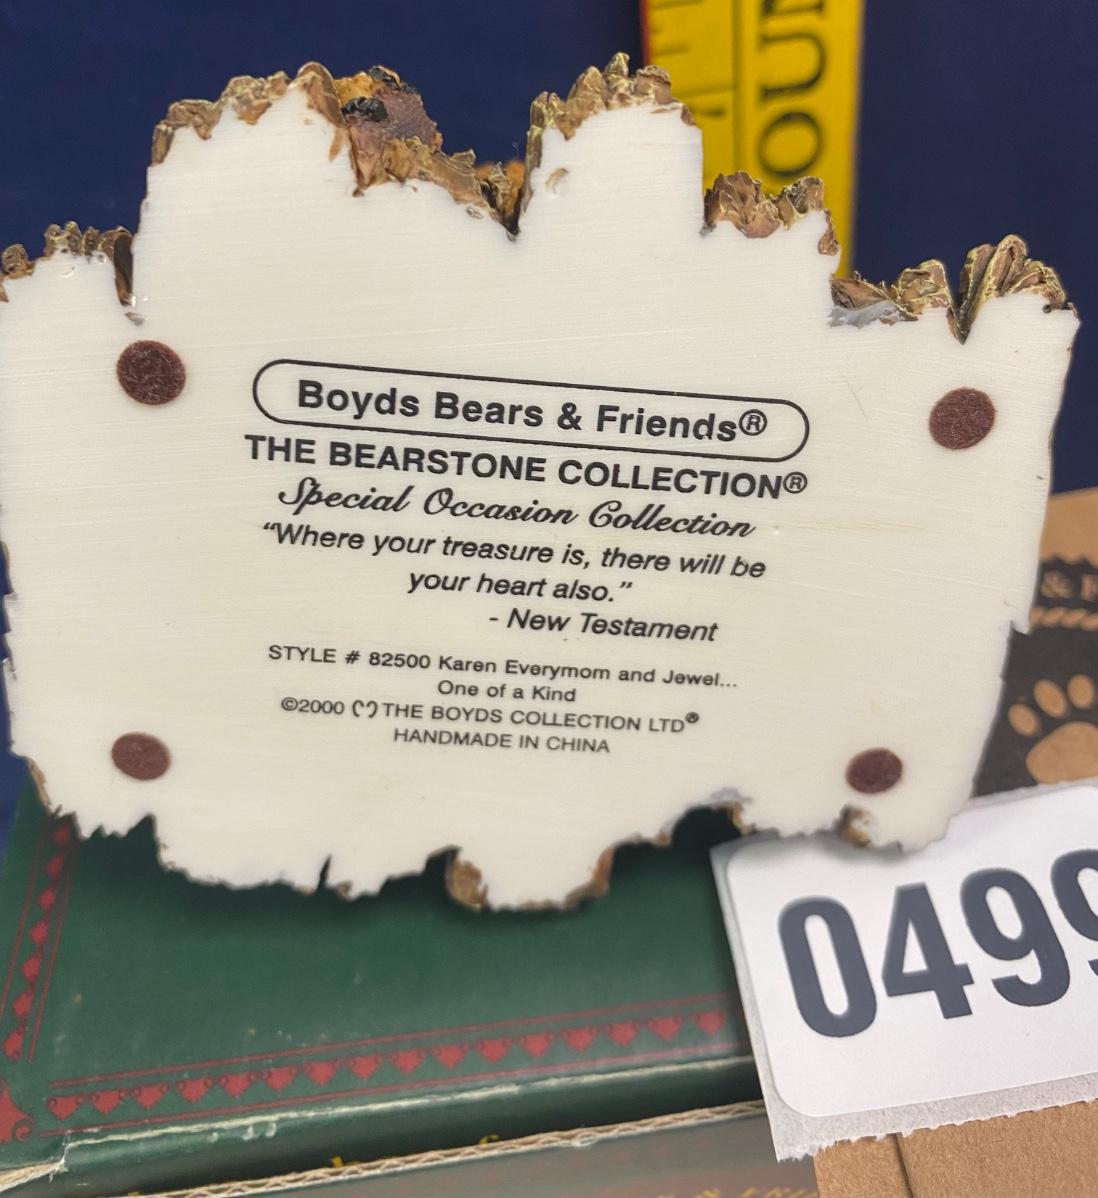 OUN
Boyds Bears & Friends®
THE BEARSTONE COLLECTION®
Special Occasion Collection
“Where your treasure is, there will be
your heart also.”
- New Testament
STYLE # 82500 Karen Everymom and Jewel...
One of a Kind
©2000 THE BOYDS COLLECTION LTD®
HANDMADE IN CHINA
& F
0499